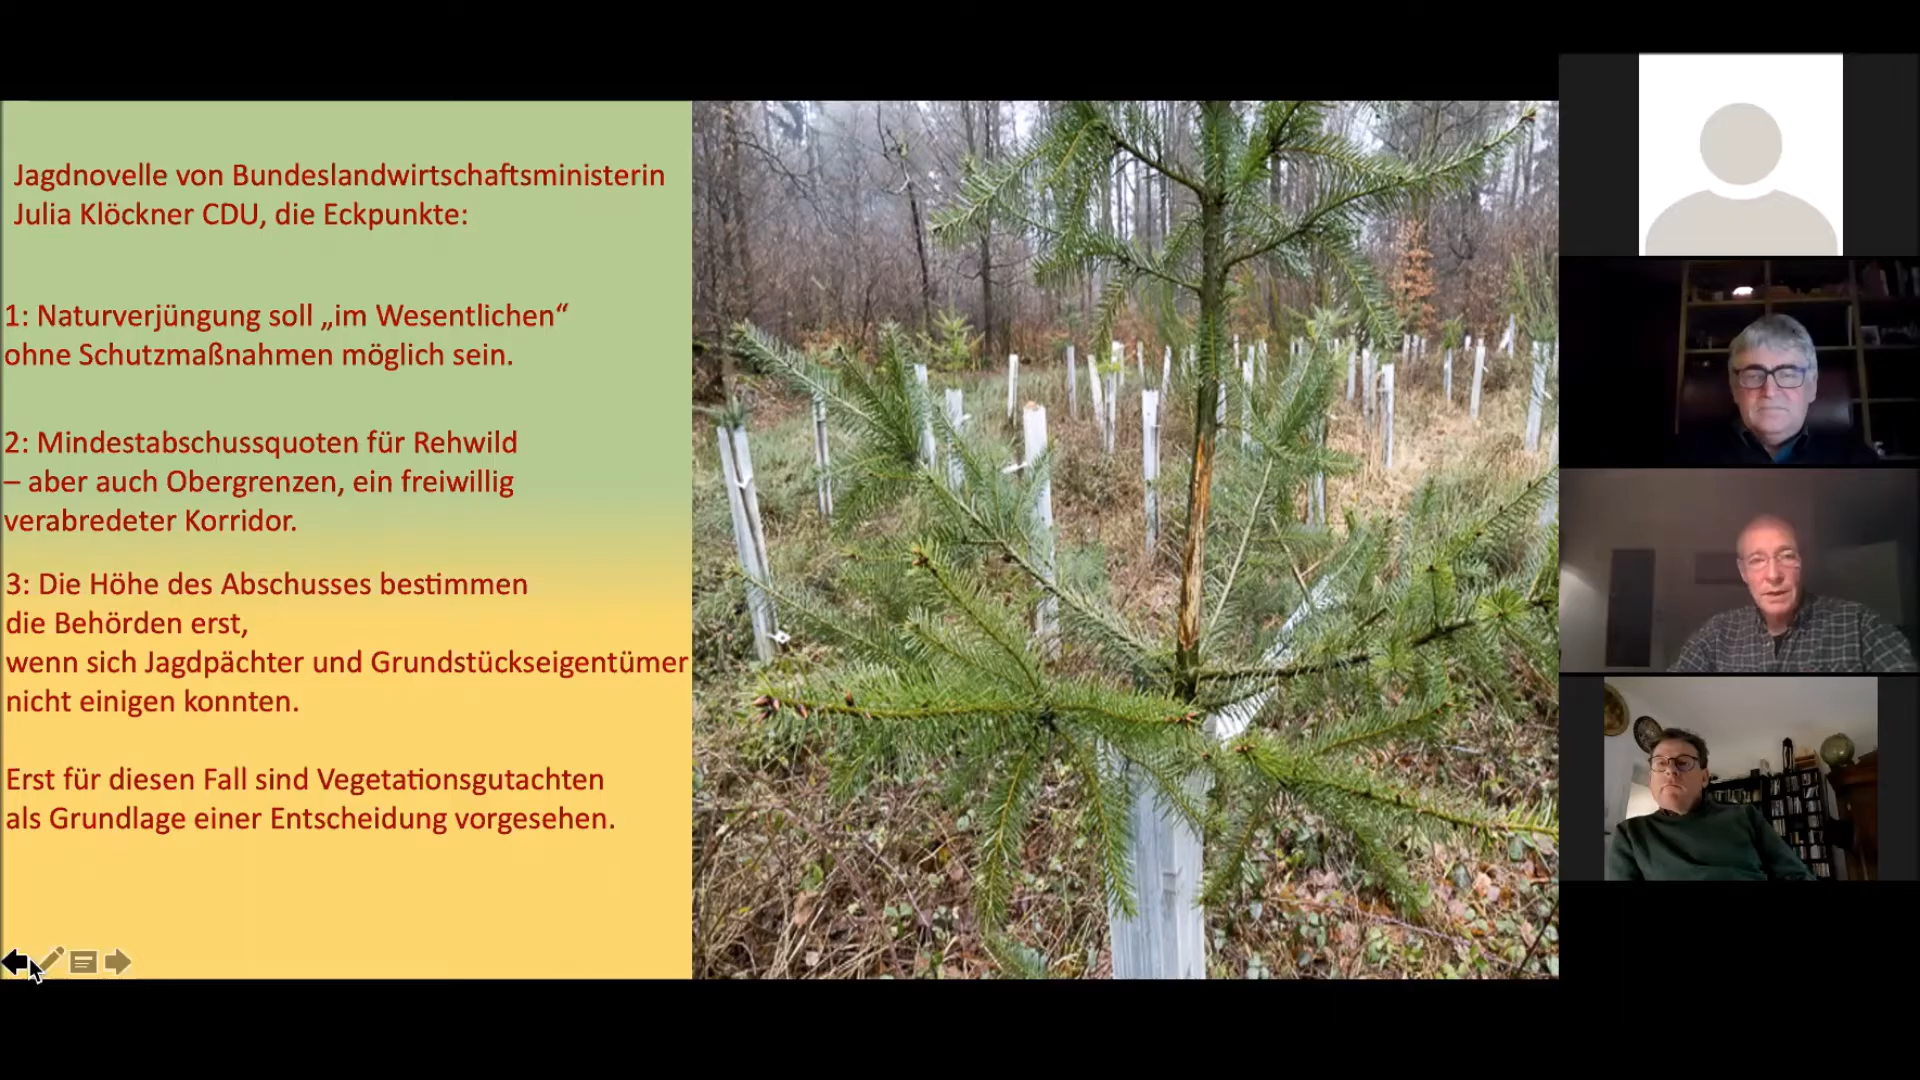 Jagdnovelle von Bundeslandwirtschaftsministerin
Julia Klöckner CDU, die Eckpunkte:
1: Naturverjüngung soll „im Wesentlichen“
ohne Schutzmaßnahmen möglich sein.
2: Mindestabschussquoten für Rehwild
– aber auch Obergrenzen, ein freiwillig
verabredeter Korridor.
3: Die Höhe des Abschusses bestimmen
die Behörden erst,
wenn sich Jagdpächter und Grundstückseigentümer
nicht einigen konnten.
Erst für diesen Fall sind Vegetationsgutachten
als Grundlage einer Entscheidung vorgesehen.